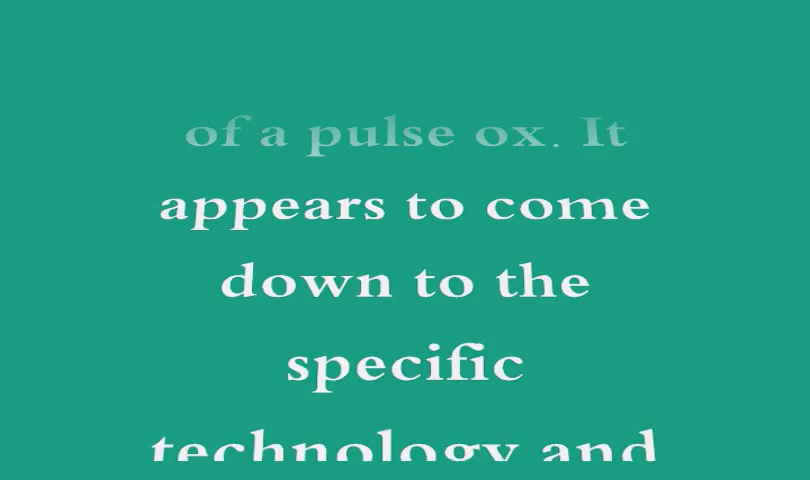 of a pulse ox. It
appears to come
down to the
specific
technology and